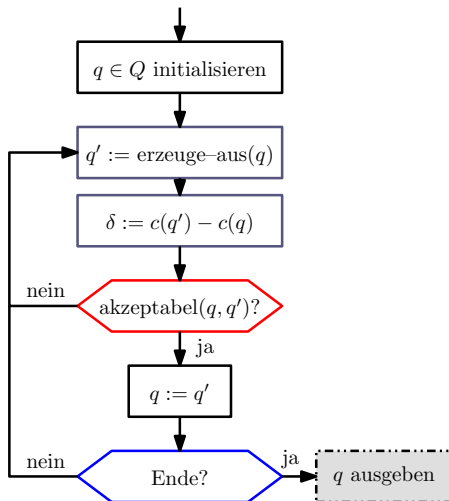 q ∈ Q initialisieren
q′ := erzeuge–aus(q)
δ := c(q′) − c(q)
nein
akzeptabel(q, q′)?
ja
q := q′
nein
Ende?
ja
q ausgeben